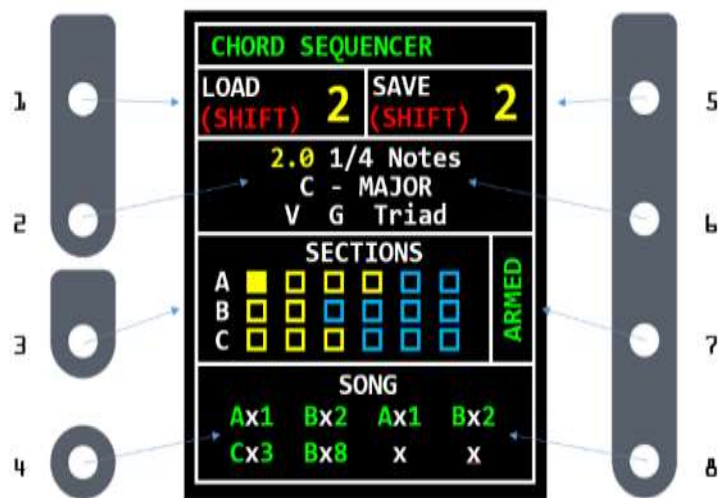 CHORD SEQUENCER
LOAD
(SHIFT)
2
SAVE
(SHIFT)
2
2.0 1/4 Notes
C - MAJOR
V G Triad
SECTIONS
A
B
C
ARMED
SONG
Ax1 Bx2 Ax1 Bx2
Cx3 Bx8 x x
1
2
3
4
5
6
7
8